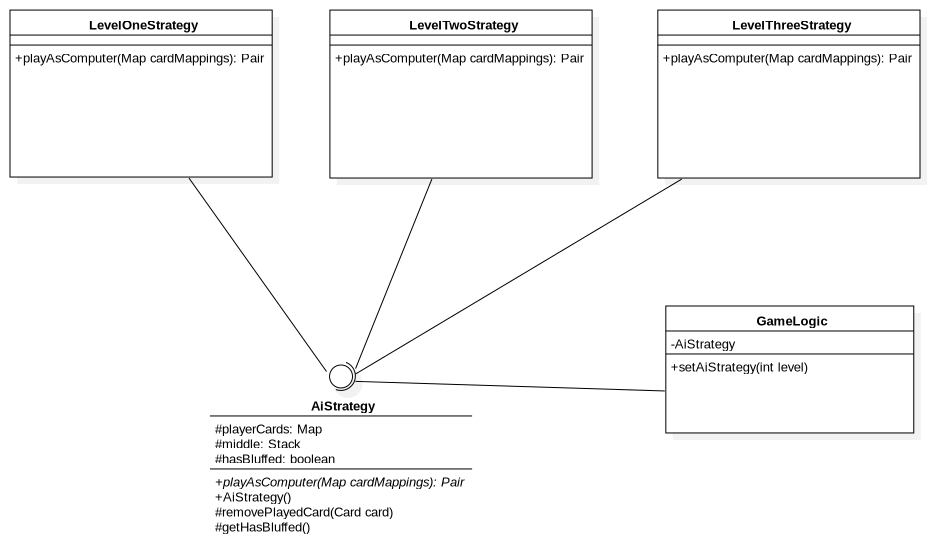 LevelOneStrategy
+playAsComputer(Map cardMappings): Pair
LevelTwoStrategy
+playAsComputer(Map cardMappings): Pair
LevelThreeStrategy
+playAsComputer(Map cardMappings): Pair
GameLogic
-AiStrategy
+setAiStrategy(int level)
AiStrategy
#playerCards: Map
#middle: Stack
#hasBluffed: boolean
+playAsComputer(Map cardMappings): Pair
+AiStrategy()
#removePlayedCard(Card card)
#getHasBluffed()